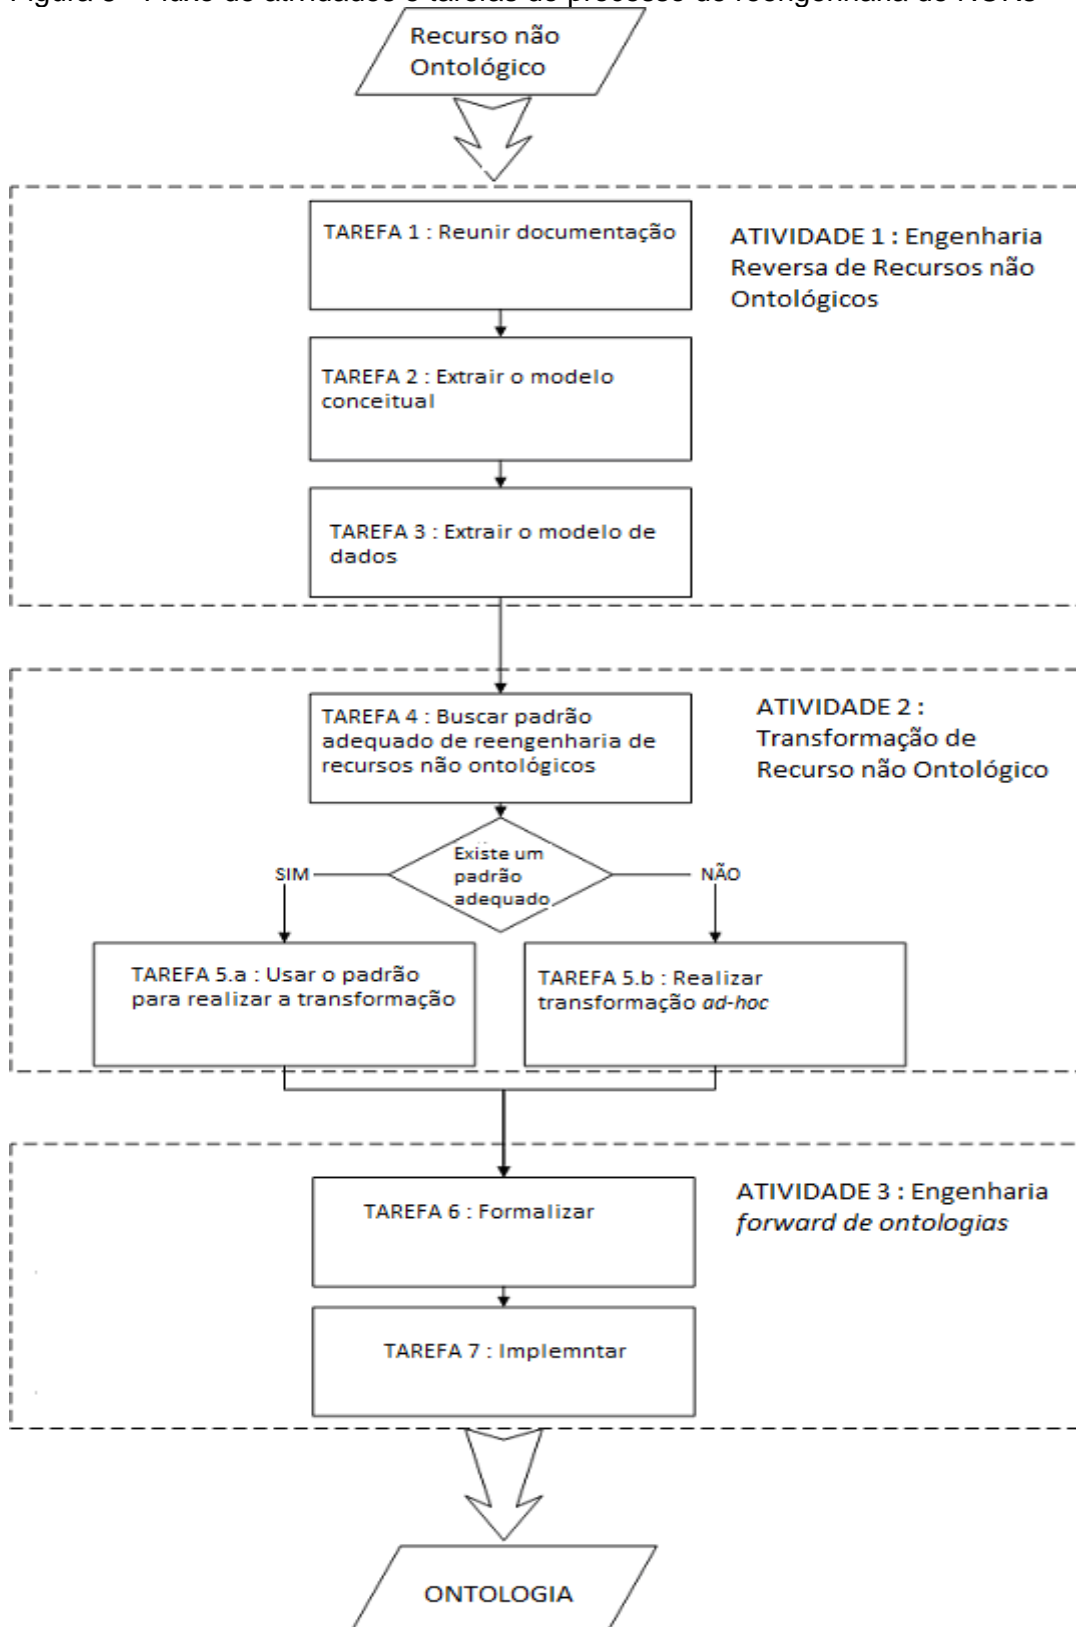 Recurso não
Ontológico
TAREFA 1 : Reunir documentação
ATIVIDADE 1 : Engenharia
Reversa de Recursos não
Ontológicos
TAREFA 2 : Extrair o modelo
conceitual
TAREFA 3 : Extrair o modelo de
dados
TAREFA 4 : Buscar padrão
adequado de reengenharia de
recursos não ontológicos
ATIVIDADE 2 :
Transformação de
Recurso não Ontológico
Existe um
padrão
adequado
SIM
NÃO
TAREFA 5.a : Usar o padrão
para realizar a transformação
TAREFA 5.b : Realizar
transformação ad-hoc
TAREFA 6 : Formalizar
ATIVIDADE 3 : Engenharia
forward de ontologias
TAREFA 7 : Implemntar
ONTOLOGIA